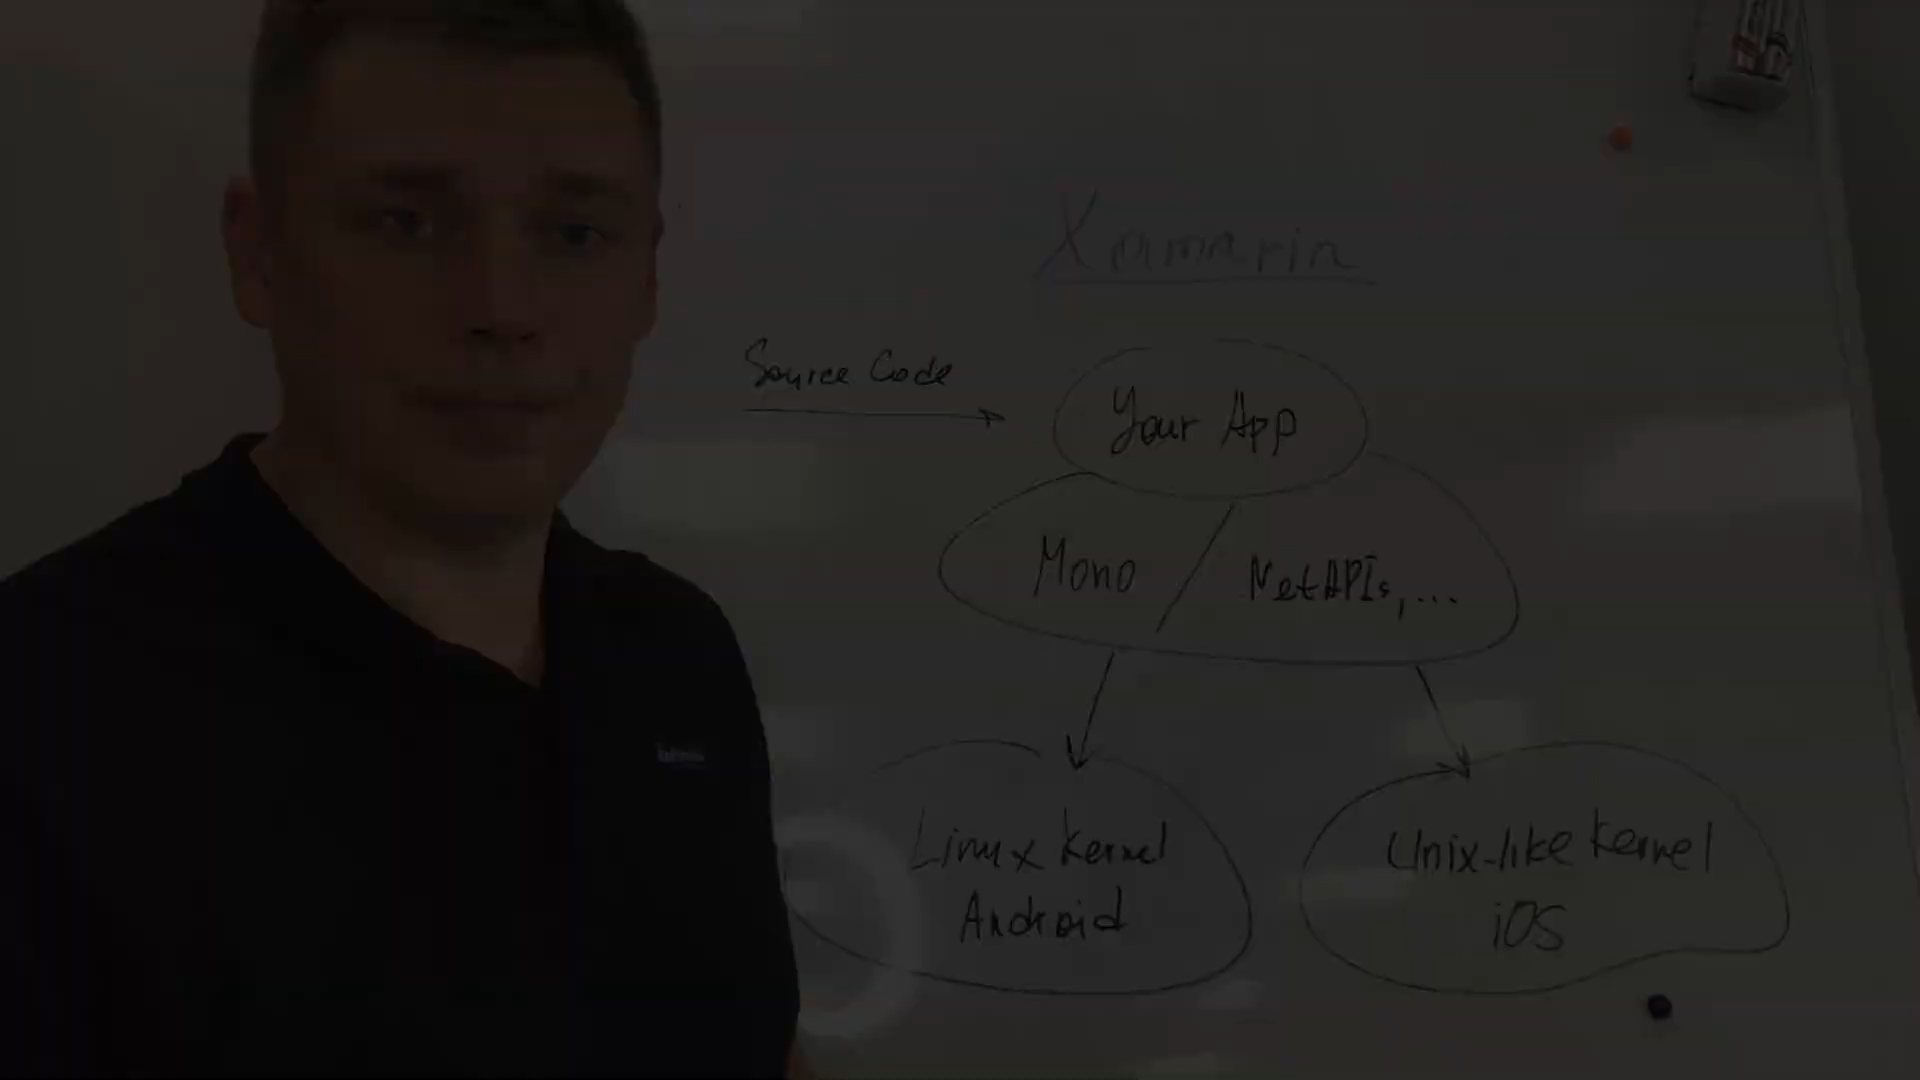 Xamarin
Source Code
Your App
Mono
NetAPIs, ...
Linux Kernel
Android
Unix-like Kernel
iOS